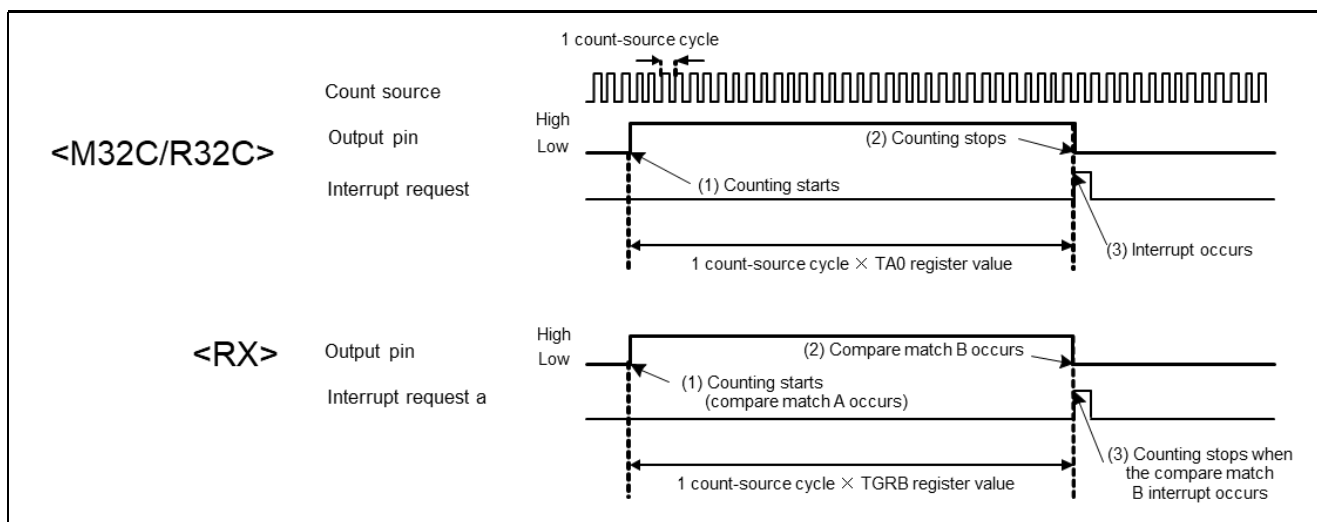 1 count-source cycle
Count source
<M32C/R32C>
Output pin
High
Low
(2) Counting stops
(1) Counting starts
Interrupt request
(3) Interrupt occurs
1 count-source cycle × TA0 register value
<RX>
Output pin
High
Low
(2) Compare match B occurs
(1) Counting starts
(compare match A occurs)
Interrupt request a
(3) Counting stops when
the compare match
B interrupt occurs
1 count-source cycle × TGRB register value